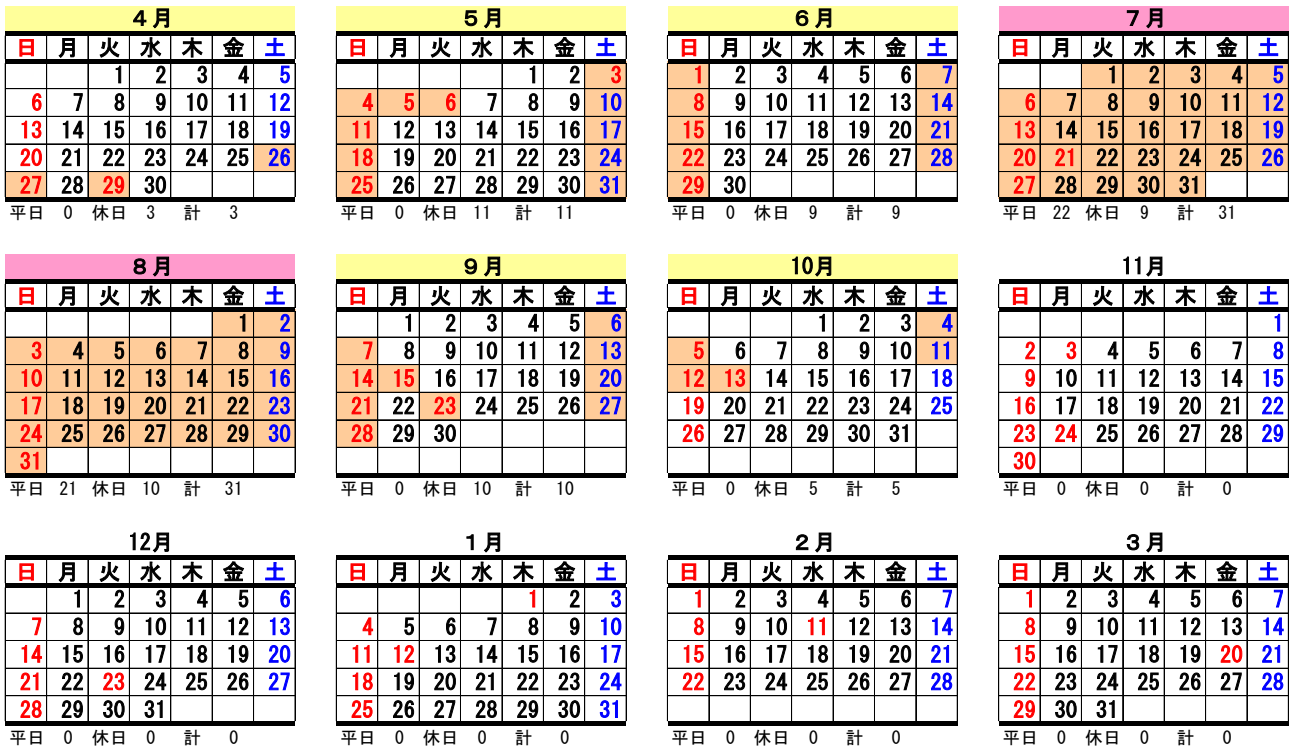 4月 5月 6月 7月
日 月 火 水 木 金 土 日 月 火 水 木 金 土 日 月 火 水 木 金 土 日 月 火 水 木 金 土
1 2 3 4 5 1 2 3 1 2 3 4 5 6 7 1 2 3 4 5
6 7 8 9 10 11 12 4 5 6 7 8 9 10 8 9 10 11 12 13 14 6 7 8 9 10 11 12
13 14 15 16 17 18 19 11 12 13 14 15 16 17 15 16 17 18 19 20 21 13 14 15 16 17 18 19
20 21 22 23 24 25 26 18 19 20 21 22 23 24 22 23 24 25 26 27 28 20 21 22 23 24 25 26
27 28 29 30 25 26 27 28 29 30 31 29 30 27 28 29 30 31
平日 0 休日 3 計 3 平日 0 休日 11 計 11 平日 0 休日 9 計 9 平日 22 休日 9 計 31
8月 9月 10月 11月
日 月 火 水 木 金 土 日 月 火 水 木 金 土 日 月 火 水 木 金 土 日 月 火 水 木 金 土
1 2 1 2 3 4 5 6 1 2 3 4 1
3 4 5 6 7 8 9 7 8 9 10 11 12 13 5 6 7 8 9 10 11 2 3 4 5 6 7 8
10 11 12 13 14 15 16 14 15 16 17 18 19 20 12 13 14 15 16 17 18 9 10 11 12 13 14 15
17 18 19 20 21 22 23 21 22 23 24 25 26 27 19 20 21 22 23 24 25 16 17 18 19 20 21 22
24 25 26 27 28 29 30 28 29 30 26 27 28 29 30 31 23 24 25 26 27 28 29
31 30
平日 21 休日 10 計 31 平日 0 休日 10 計 10 平日 0 休日 5 計 5 平日 0 休日 0 計 0
12月 1月 2月 3月
日 月 火 水 木 金 土 日 月 火 水 木 金 土 日 月 火 水 木 金 土 日 月 火 水 木 金 土
1 2 3 4 5 6 1 2 3 1 2 3 4 5 6 7 1 2 3 4 5 6 7
7 8 9 10 11 12 13 4 5 6 7 8 9 10 8 9 10 11 12 13 14 8 9 10 11 12 13 14
14 15 16 17 18 19 20 11 12 13 14 15 16 17 15 16 17 18 19 20 21 15 16 17 18 19 20 21
21 22 23 24 25 26 27 18 19 20 21 22 23 24 22 23 24 25 26 27 28 22 23 24 25 26 27 28
28 29 30 31 25 26 27 28 29 30 31 29 30 31
平日 0 休日 0 計 0 平日 0 休日 0 計 0 平日 0 休日 0 計 0 平日 0 休日 0 計 0